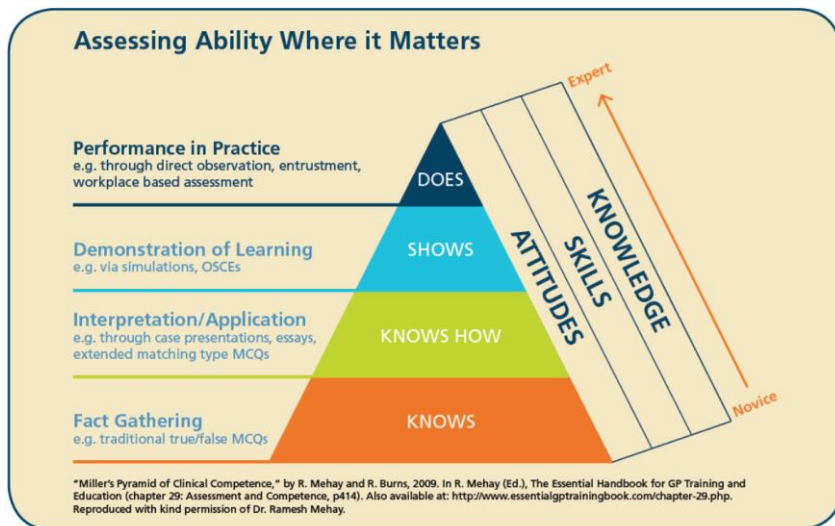 Assessing Ability Where it Matters
Performance in Practice
e.g. through direct observation, entrustment,
workplace based assessment
DOES
Demonstration of Learning
e.g. via simulations, OSCEs
SHOWS
Interpretation/Application
e.g. through case presentations, essays,
extended matching type MCQs
KNOWS HOW
Fact Gathering
e.g. traditional true/false MCQs
KNOWS
ATTITUDES
SKILLS
KNOWLEDGE
Expert
Novice
"Miller's Pyramid of Clinical Competence," by R. Mehay and R. Burns, 2009. In R. Mehay (Ed.), The Essential Handbook for GP Training and
Education (chapter 29: Assessment and Competence, p414). Also available at: http://www.essentialgptrainingbook.com/chapter-29.php.
Reproduced with kind permission of Dr. Ramesh Mehay.